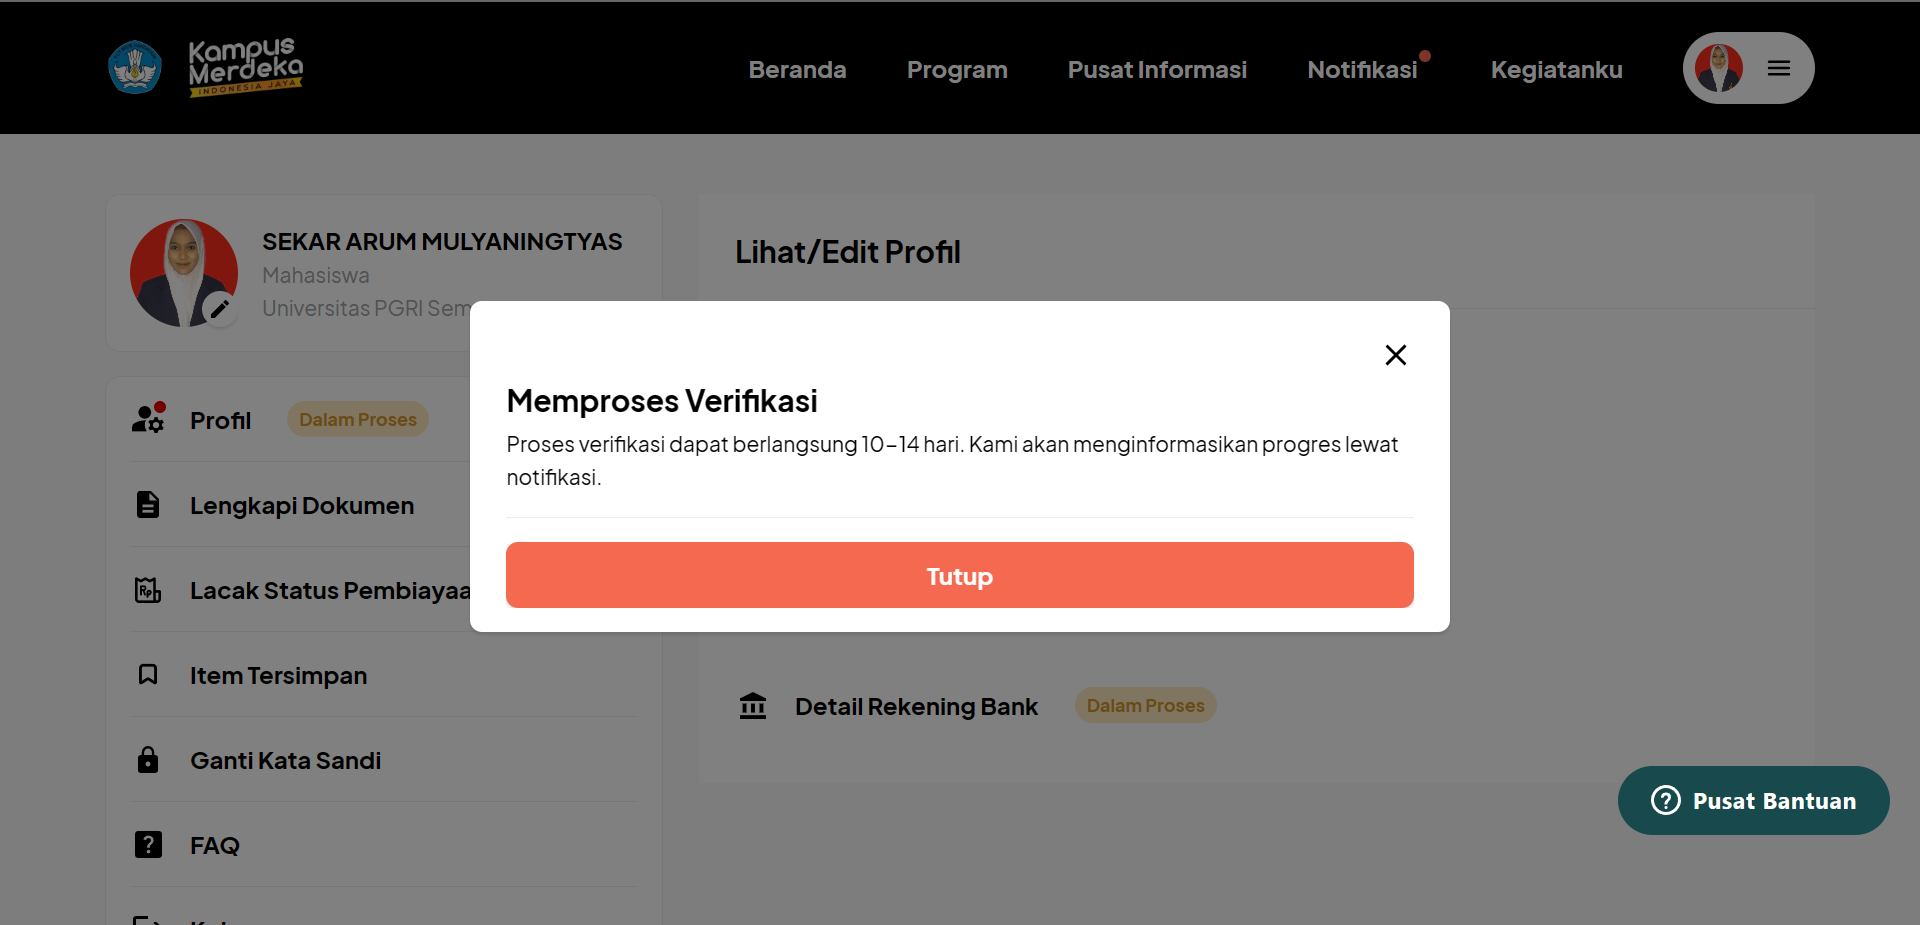 Kampus
Merdeka
INDONESIA JAYA
Beranda
Program
Pusat Informasi
Notifikasi
Kegiatanku
SEKAR ARUM MULYANINGTYAS
Mahasiswa
Universitas PGRI Sem
Lihat/Edit Profil
Memproses Verifikasi
Proses verifikasi dapat berlangsung 10–14 hari. Kami akan menginformasikan progres lewat
notifikasi.
Tutup
Profil
Dalam Proses
Lengkapi Dokumen
Rp
Lacak Status Pembiayaa
Item Tersimpan
Ganti Kata Sandi
FAQ
Detail Rekening Bank
Dalam Proses
Pusat Bantuan